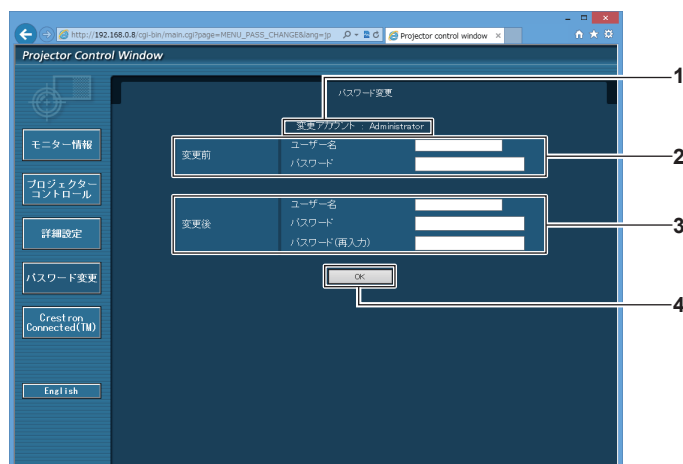 http://192.168.0.8/cgi-bin/main.cgi?page=MENU_PASS_CHANGE&lang=jp
Projector control window
Projector Control Window
パスワード変更
1
変更アカウント : Administrator
モニター情報
変更前
ユーザー名
パスワード
2
プロジェクター
コントロール
変更後
ユーザー名
パスワード
パスワード(再入力)
3
詳細設定
パスワード変更
OK
4
Crestron
Connected(TM)
English